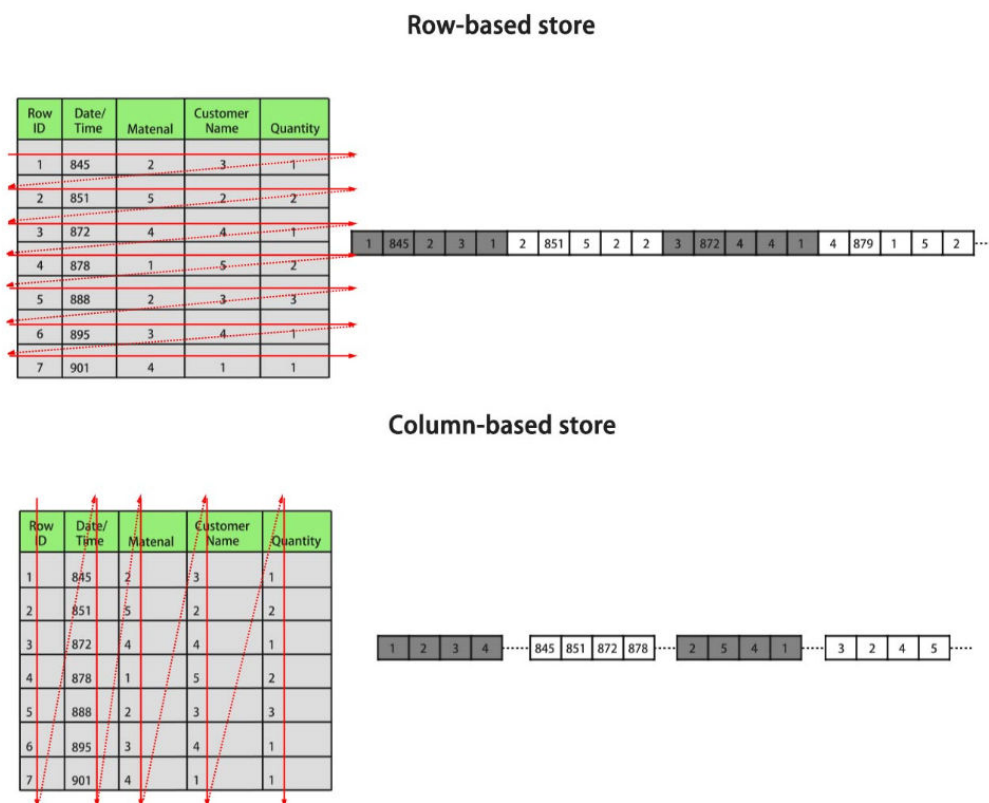 Row-based store
Row ID Date/Time Matenal Customer Name Quantity
1 845 2 3 1
2 851 5 2 2
3 872 4 4 1
4 878 1 5 2
5 888 2 3 3
6 895 3 4 1
7 901 4 1 1
1 845 2 3 1 2 851 5 2 2 3 872 4 4 1 4 879 1 5 2 ...
Column-based store
Row ID Date/Time Matenal Customer Name Quantity
1 845 2 3 1
2 851 5 2 2
3 872 4 4 1
4 878 1 5 2
5 888 2 3 3
6 895 3 4 1
7 901 4 1 1
1 2 3 4 ...... 845 851 872 878 ...... 2 5 4 1 ...... 3 2 4 5 ......